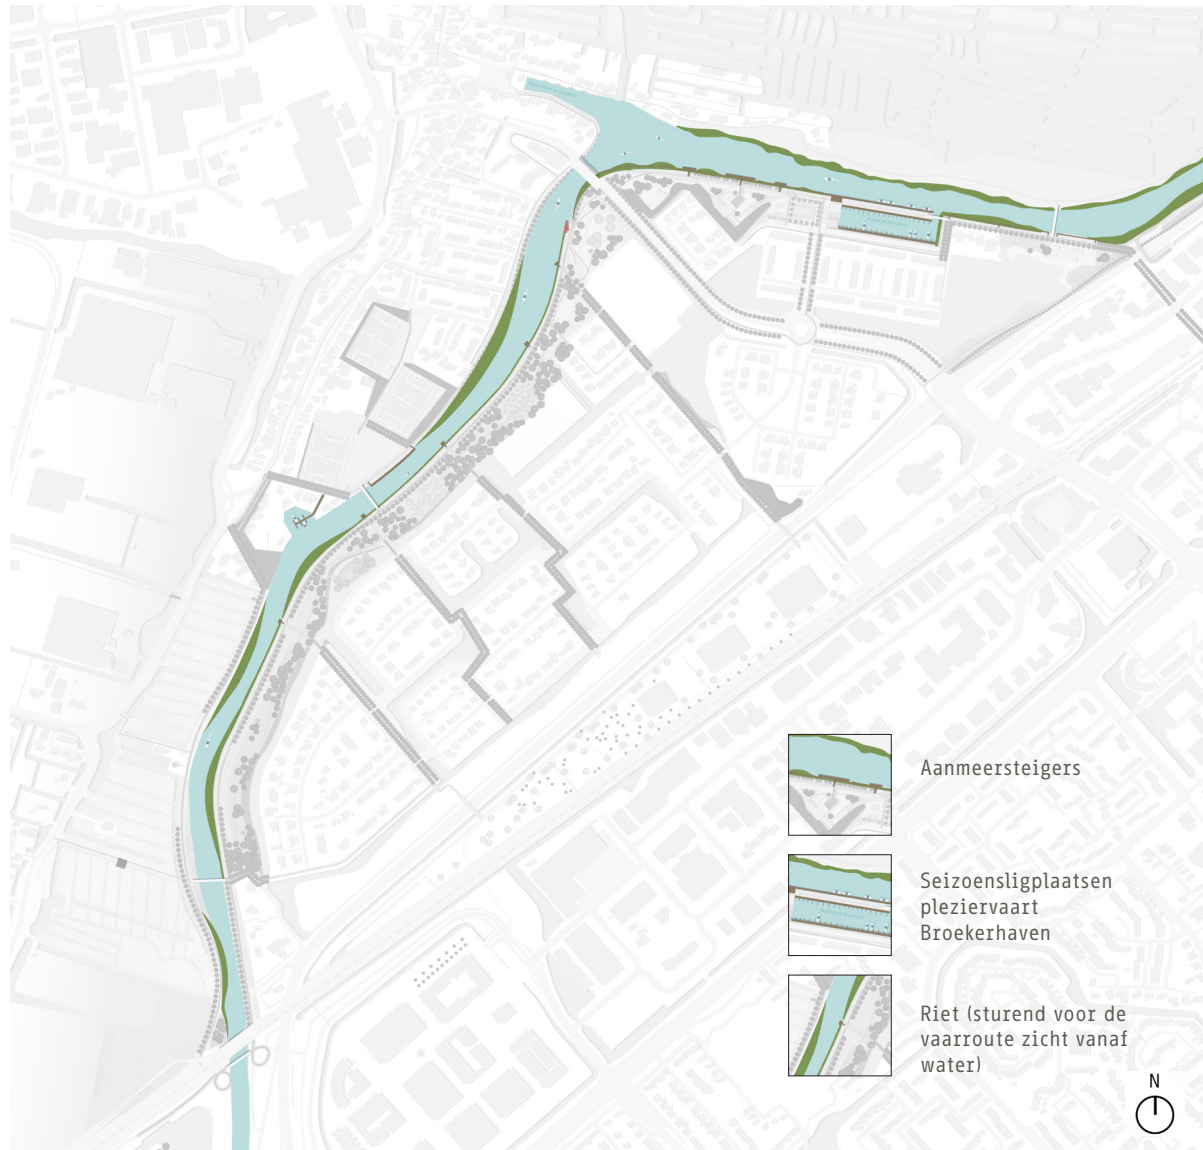 Aanmeersteigers
Seizoensligplaatsen
pleziervaart
Broekerhaven
Riet (sturend voor de
vaarroute zicht vanaf
water)
N